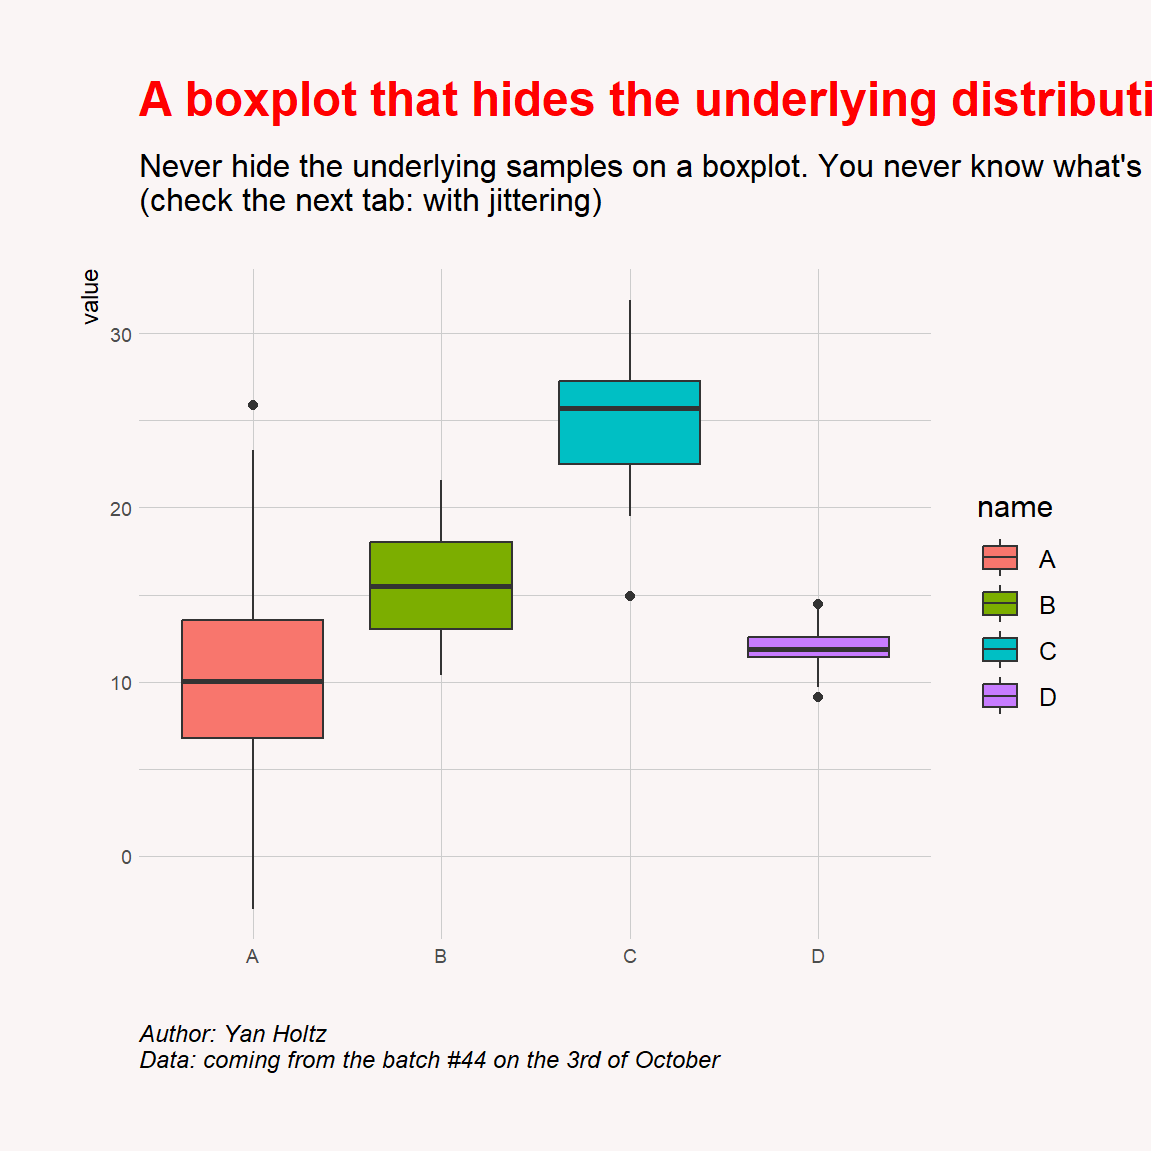 A boxplot that hides the underlying distributi
Never hide the underlying samples on a boxplot. You never know what's
(check the next tab: with jittering)
value
30
20
10
0
A
B
C
D
name
A
B
C
D
Author: Yan Holtz
Data: coming from the batch #44 on the 3rd of October